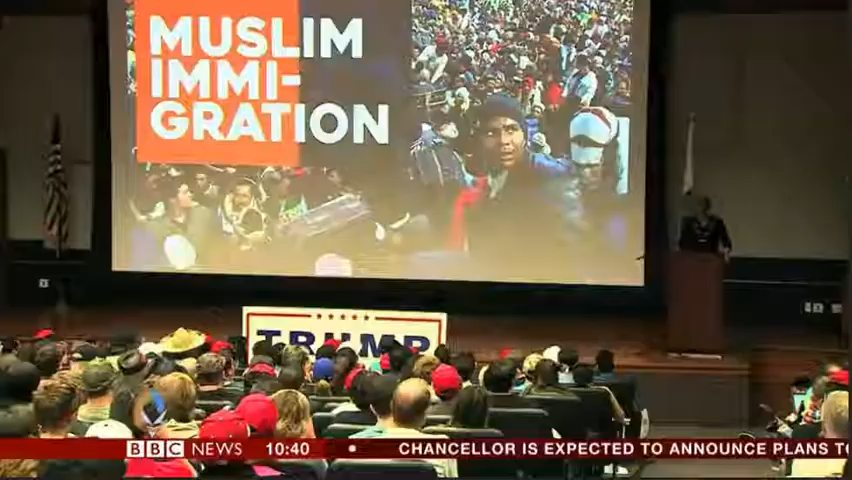 MUSLIM
IMMI-
GRATION
TRUMP
BBC NEWS 10:40 CHANCELLOR IS EXPECTED TO ANNOUNCE PLANS TO